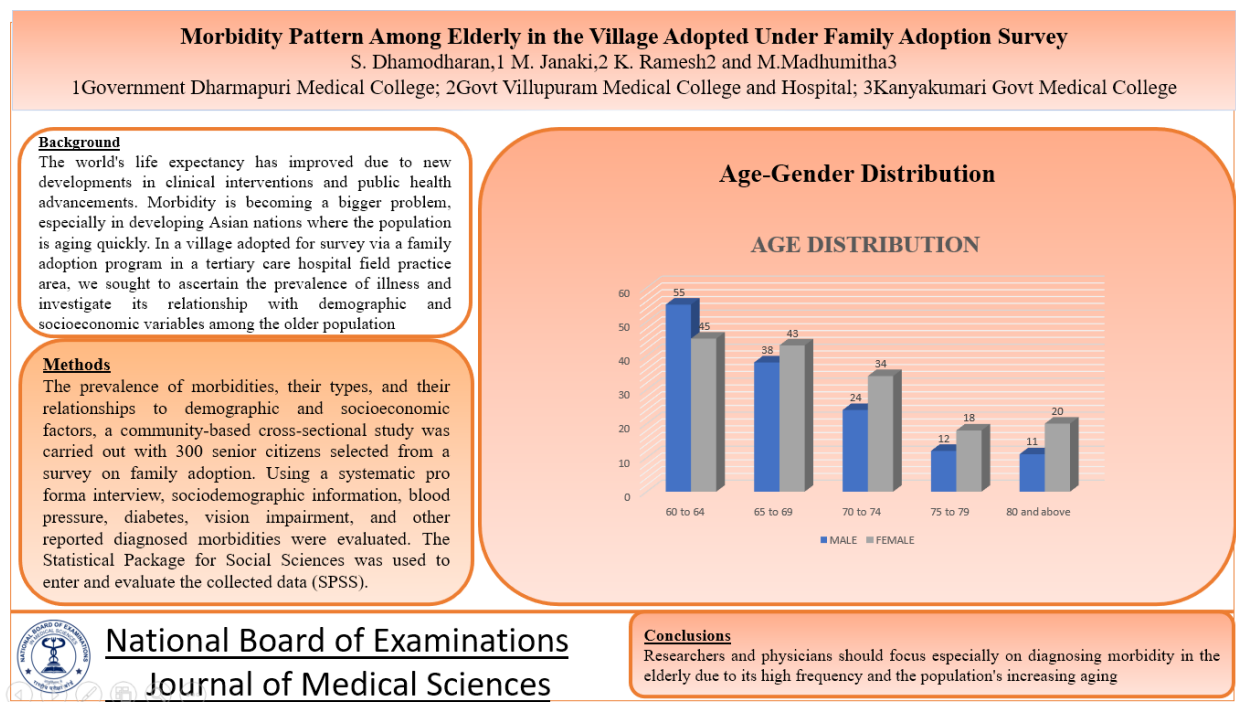 Morbidity Pattern Among Elderly in the Village Adopted Under Family Adoption Survey
S. Dhamodharan,1 M. Janaki,2 K. Ramesh2 and M.Madhumitha3
1Government Dharmapuri Medical College; 2Govt Villupuram Medical College and Hospital; 3Kanyakumari Govt Medical College
Background
The world's life expectancy has improved due to new
developments in clinical interventions and public health
advancements. Morbidity is becoming a bigger problem,
especially in developing Asian nations where the population
is aging quickly. In a village adopted for survey via a family
adoption program in a tertiary care hospital field practice
area, we sought to ascertain the prevalence of illness and
investigate its relationship with demographic and
socioeconomic variables among the older population
Methods
The prevalence of morbidities, their types, and their
relationships to demographic and socioeconomic
factors, a community-based cross-sectional study was
carried out with 300 senior citizens selected from a
survey on family adoption. Using a systematic pro
forma interview, sociodemographic information, blood
pressure, diabetes, vision impairment, and other
reported diagnosed morbidities were evaluated. The
Statistical Package for Social Sciences was used to
enter and evaluate the collected data (SPSS).
Age-Gender Distribution
AGE DISTRIBUTION
60
50
40
30
20
10
0
55
45
38
43
24
34
12
18
11
20
60 to 64
65 to 69
70 to 74
75 to 79
80 and above
MALE
FEMALE
NATIONAL BOARD OF EXAMINATIONS
IN MEDICAL SCIENCES
National Board of Examinations
Journal of Medical Sciences
Conclusions
Researchers and physicians should focus especially on diagnosing morbidity in the
elderly due to its high frequency and the population's increasing aging